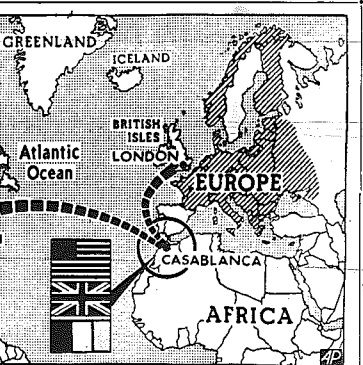 GREENLAND
ICELAND
BRITISH
ISLES
LONDON
Atlantic
Ocean
EUROPE
CASABLANCA
AFRICA
AP